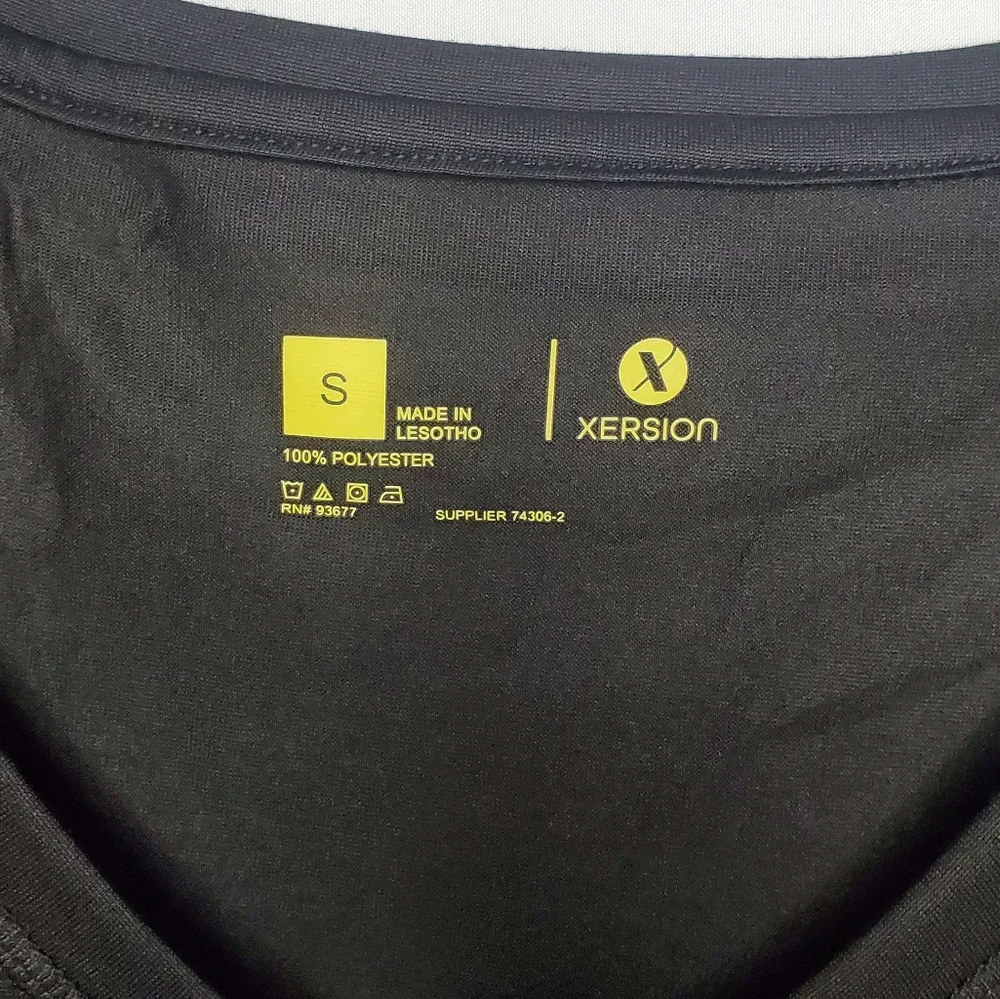 S
MADE IN
LESOTHO
100% POLYESTER
RN# 93677
SUPPLIER 74306-2
X
XERSION